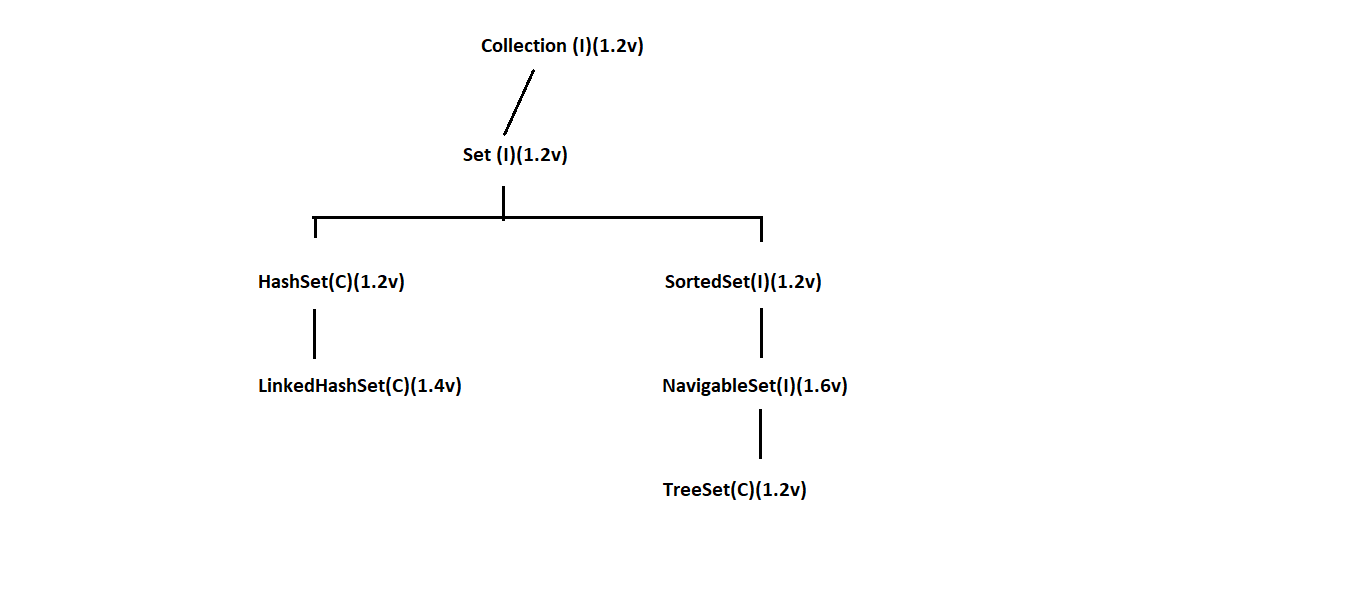 Collection (I)(1.2v)
Set (I)(1.2v)
HashSet(C)(1.2v)
SortedSet(I)(1.2v)
LinkedHashSet(C)(1.4v)
NavigableSet(I)(1.6v)
TreeSet(C)(1.2v)